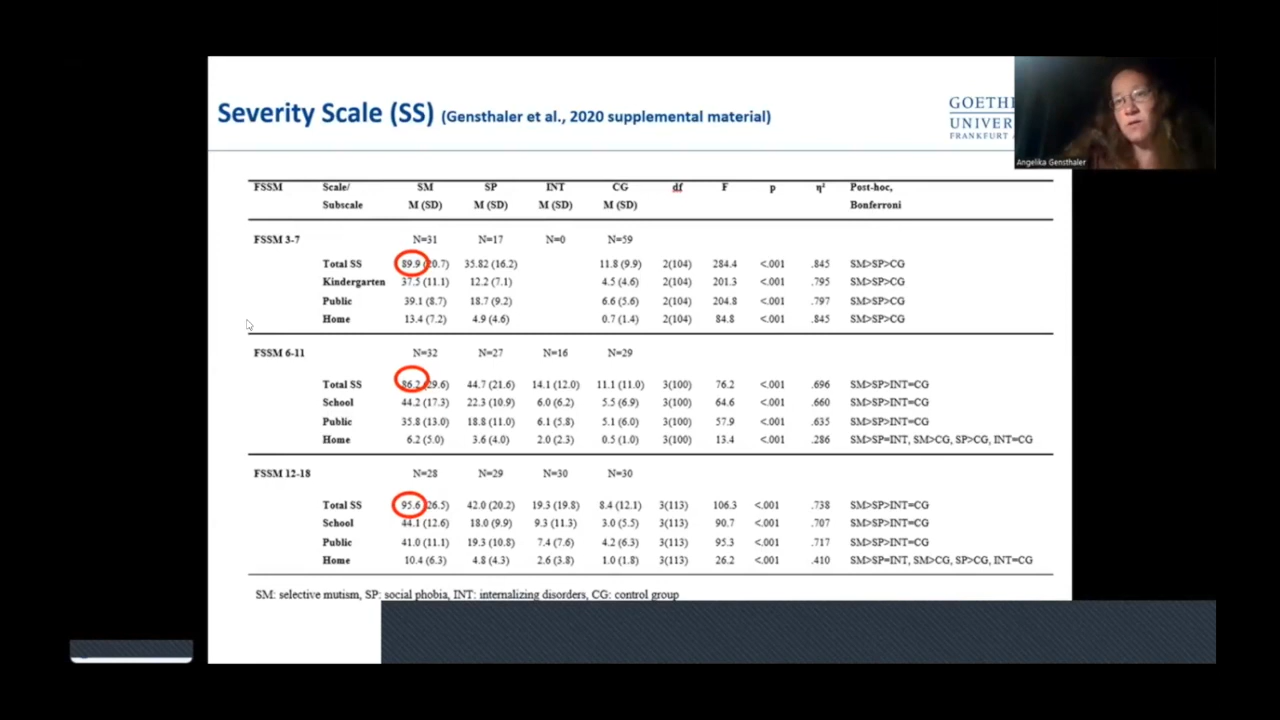 Severity Scale (SS) (Gensthaler et al., 2020 supplemental material)
GOETHE
UNIVER
FRANKFURT
Angelika Gensthaler
FSSM Scale/ SM SP INT CG df F p η² Post-hoc,
Subscale M (SD) M (SD) M (SD) M (SD) Bonferroni
FSSM 3-7 N=31 N=17 N=0 N=59
Total SS 89.9 (20.7) 35.82 (16.2) 11.8 (9.9) 2(104) 284.4 <.001 .845 SM>SP>CG
Kindergarten 37.5 (11.1) 12.2 (7.1) 4.5 (4.6) 2(104) 201.3 <.001 .795 SM>SP>CG
Public 39.1 (8.7) 18.7 (9.2) 6.6 (5.6) 2(104) 204.8 <.001 .797 SM>SP>CG
Home 13.4 (7.2) 4.9 (4.6) 0.7 (1.4) 2(104) 84.8 <.001 .845 SM>SP>CG
FSSM 6-11 N=32 N=27 N=16 N=29
Total SS 86.2 (29.6) 44.7 (21.6) 14.1 (12.0) 11.1 (11.0) 3(100) 76.2 <.001 .696 SM>SP>INT=CG
School 44.2 (17.3) 22.3 (10.9) 6.0 (6.2) 5.5 (6.9) 3(100) 64.6 <.001 .660 SM>SP>INT=CG
Public 35.8 (13.0) 18.8 (11.0) 6.1 (5.8) 5.1 (6.0) 3(100) 57.9 <.001 .635 SM>SP>INT=CG
Home 6.2 (5.0) 3.6 (4.0) 2.0 (2.3) 0.5 (1.0) 3(100) 13.4 <.001 .286 SM>SP=INT, SM>CG, SP>CG, INT=CG
FSSM 12-18 N=28 N=29 N=30 N=30
Total SS 95.6 (26.5) 42.0 (20.2) 19.3 (19.8) 8.4 (12.1) 3(113) 106.3 <.001 .738 SM>SP>INT=CG
School 44.1 (12.6) 18.0 (9.9) 9.3 (11.3) 3.0 (5.5) 3(113) 90.7 <.001 .707 SM>SP>INT=CG
Public 41.0 (11.1) 19.3 (10.8) 7.4 (7.6) 4.2 (6.3) 3(113) 95.3 <.001 .717 SM>SP>INT=CG
Home 10.4 (6.3) 4.8 (4.3) 2.6 (3.8) 1.0 (1.8) 3(113) 26.2 <.001 .410 SM>SP=INT, SM>CG, SP>CG, INT=CG
SM: selective mutism, SP: social phobia, INT: internalizing disorders, CG: control group